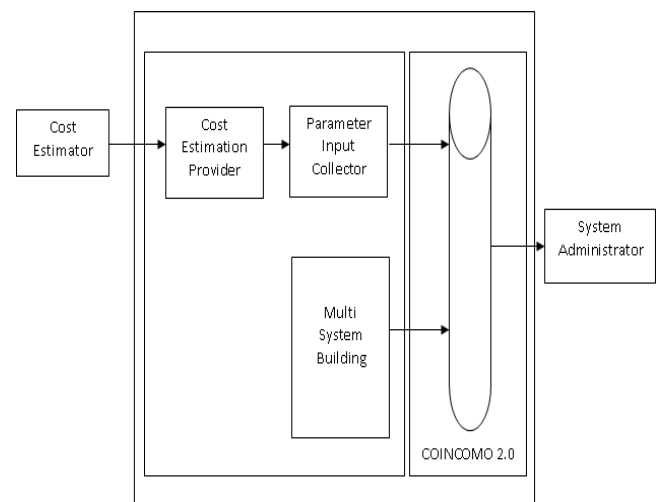 Cost
Estimator
Cost
Estimation
Provider
Parameter
Input
Collector
System
Administrator
Multi
System
Building
COINCOMO 2.0